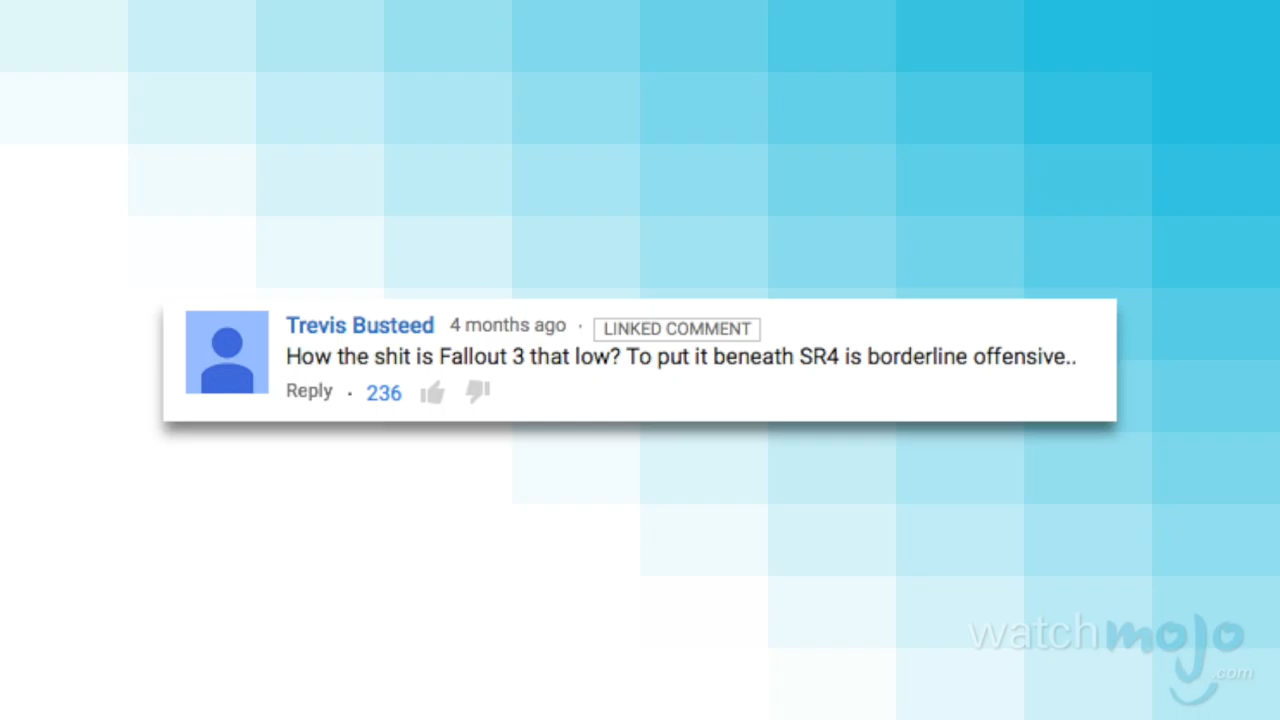 Trevis Busteed 4 months ago · LINKED COMMENT
How the shit is Fallout 3 that low? To put it beneath SR4 is borderline offensive..
Reply · 236
watchmojo
.com